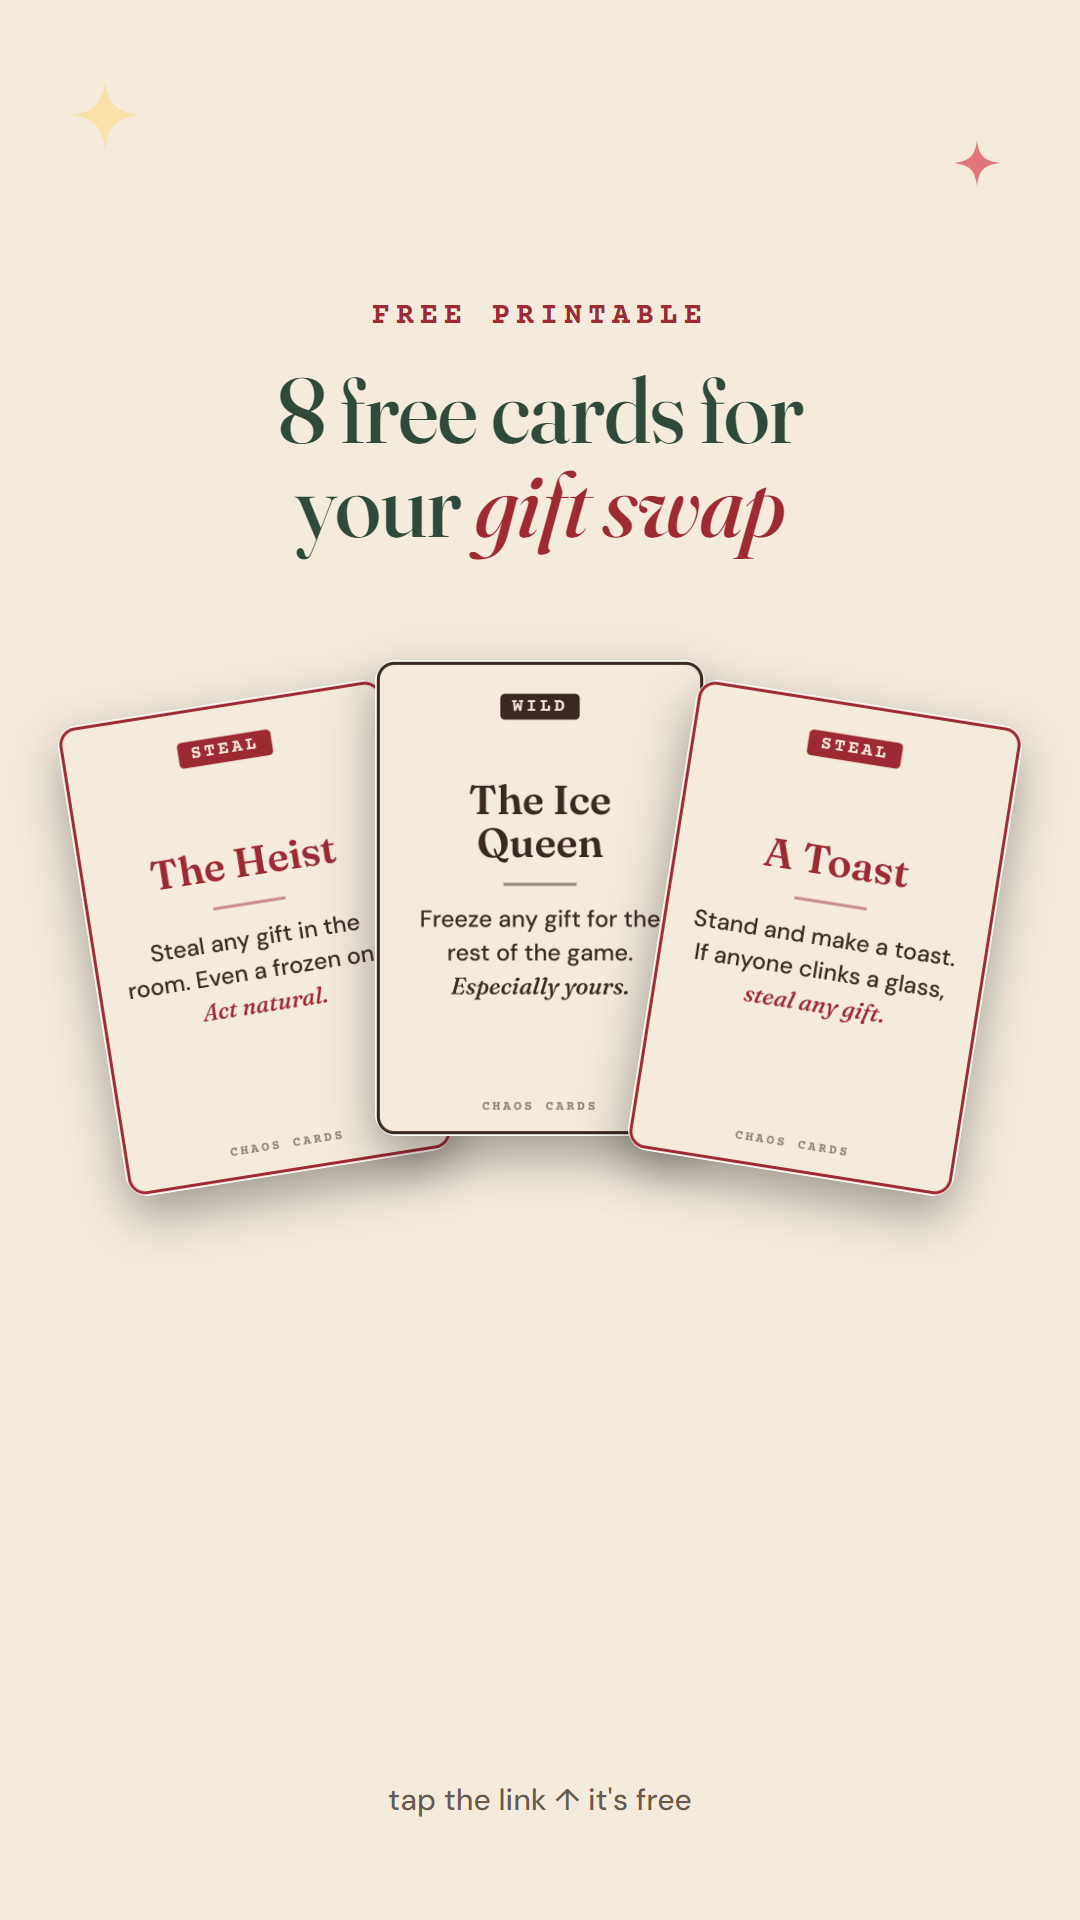 FREE PRINTABLE
8 free cards for
your gift swap
STEAL
The Heist
Steal any gift in the
room. Even a frozen on
Act natural.
CHAOS CARDS
WILD
The Ice
Queen
Freeze any gift for the
rest of the game.
Especially yours.
CHAOS CARDS
STEAL
A Toast
Stand and make a toast.
If anyone clinks a glass,
steal any gift.
CHAOS CARDS
tap the link ↑ it's free